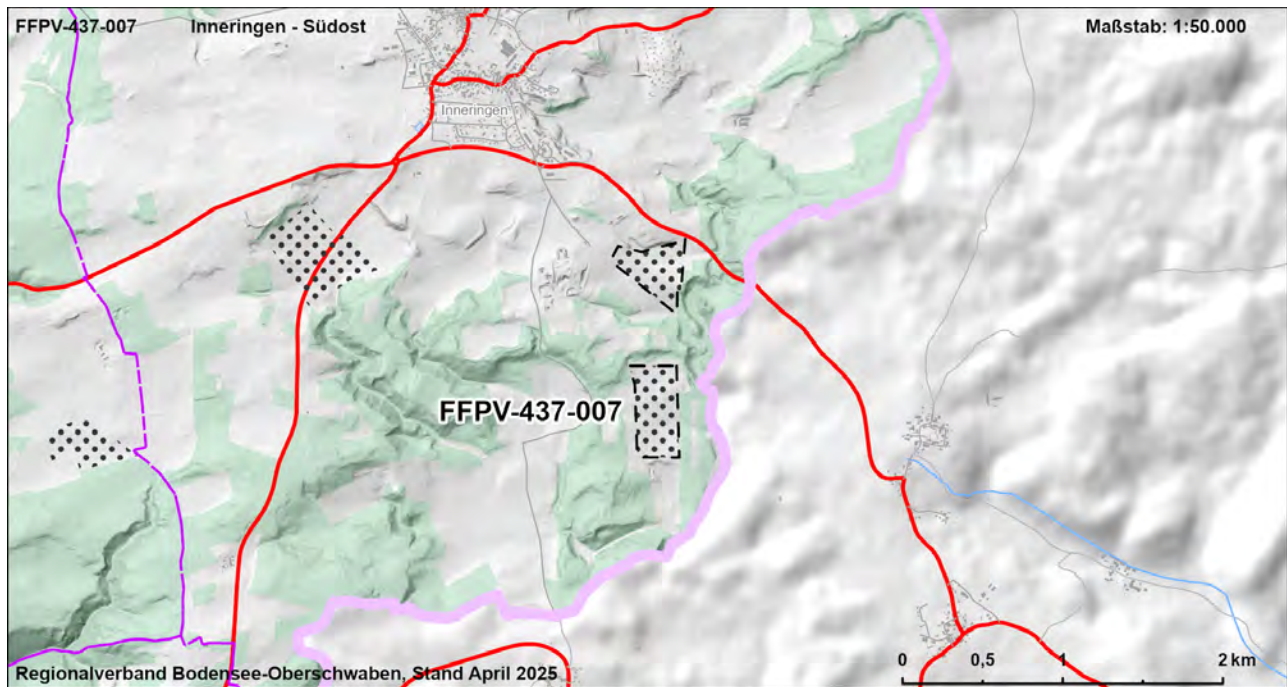 FFPV-437-007 Inneringen - Südost Maßstab: 1:50.000
Inneringen
FFPV-437-007
0 0,5 1 2 km
Regionalverband Bodensee-Oberschwaben, Stand April 2025